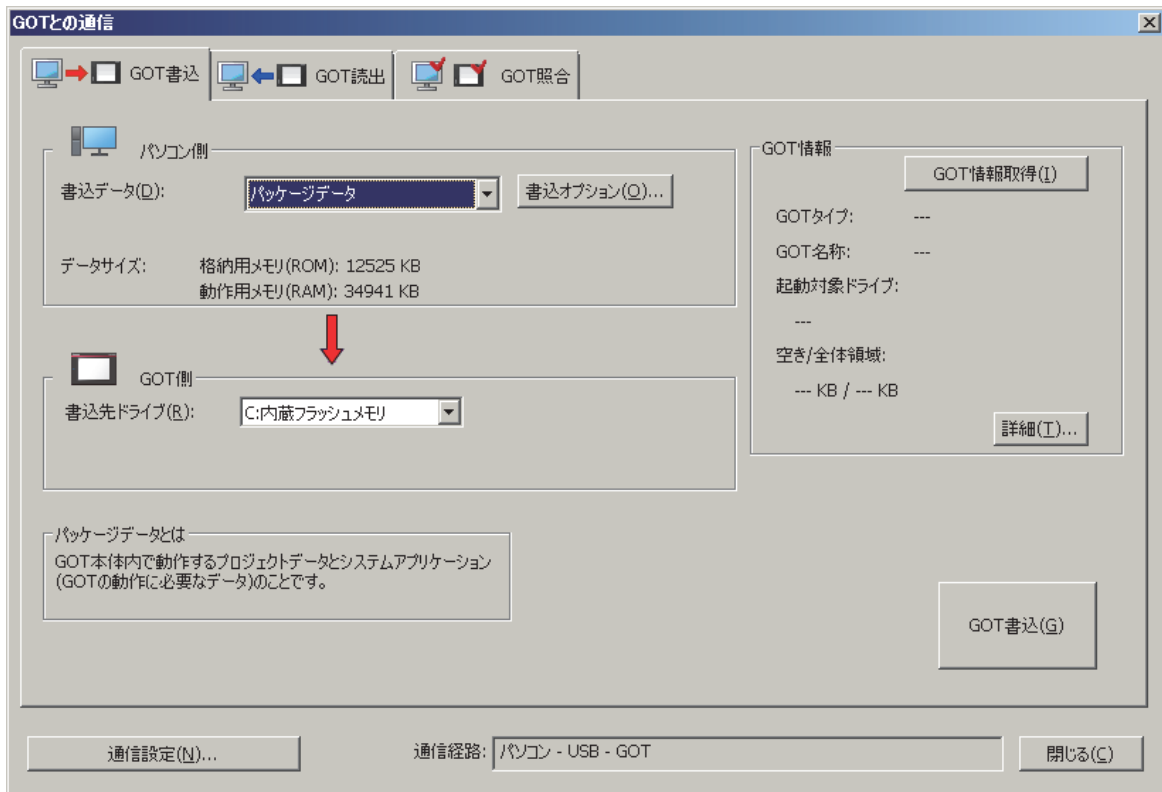 GOTとの通信
GOT書込
GOT読出
GOT照合
パソコン側
書込データ(D):
パッケージデータ
書込オプション(O)...
データサイズ:
格納用メモリ(ROM): 12525 KB
動作用メモリ(RAM): 34941 KB
GOT側
書込先ドライブ(R):
C:内蔵フラッシュメモリ
GOT情報
GOT情報取得(I)
GOTタイプ: ---
GOT名称: ---
起動対象ドライブ:
---
空き/全体領域:
--- KB / --- KB
詳細(T)...
パッケージデータとは
GOT本体内で動作するプロジェクトデータとシステムアプリケーション
(GOTの動作に必要なデータ)のことです。
GOT書込(G)
通信設定(N)...
通信経路: パソコン - USB - GOT
閉じる(C)